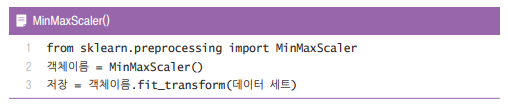 MinMaxScaler()
1 from sklearn.preprocessing import MinMaxScaler
2 객체이름 = MinMaxScaler()
3 저장 = 객체이름.fit_transform(데이터 세트)